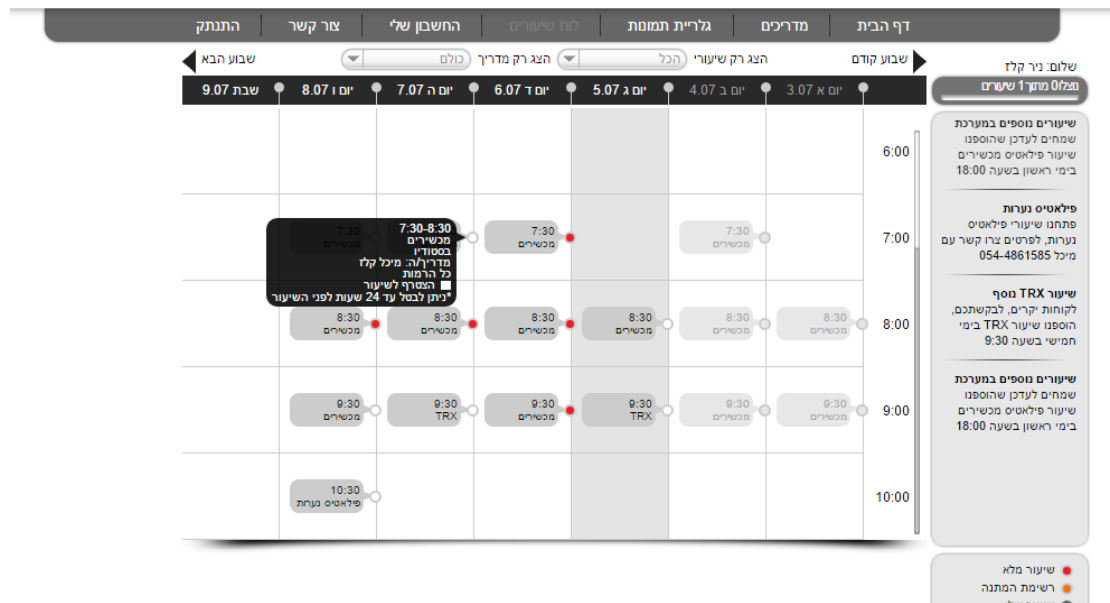 דף הבית
מדריכים
גלריית תמונות
לוח שיעורים
החשבון שלי
צור קשר
התנתק
שבוע קודם
הצג רק שיעורי
הכל
הצג רק מדריך
כולם
שבוע הבא
יום א 3.07
יום ב 4.07
יום ג 5.07
יום ד 6.07
יום ה 7.07
יום ו 8.07
שבת 9.07
שלום: ניר קלז
נוצלו 0 מתוך 1 שיעורים
שיעורים נוספים במערכת
שמחים לעדכן שהוספנו
שיעור פילאטיס מכשירים
בימי ראשון בשעה 18:00
פילאטיס נערות
פתחנו שיעורי פילאטיס
נערות, לפרטים צרו קשר עם
מיכל 054-4861585
שיעור TRX נוסף
לקוחות יקרים, לבקשתכם,
הוספנו שיעור TRX בימי
חמישי בשעה 9:30
שיעורים נוספים במערכת
שמחים לעדכן שהוספנו
שיעור פילאטיס מכשירים
בימי ראשון בשעה 18:00
שיעור מלא
רשימת המתנה
6:00
7:00
7:30
מכשירים
7:30
מכשירים
7:30-8:30
מכשירים
בסטודיו
מדריך/ה: מיכל קלז
כל הרמות
הצטרף לשיעור
*ניתן לבטל עד 24 שעות לפני השיעור
7:30
מכשירים
8:00
8:30
מכשירים
8:30
מכשירים
8:30
מכשירים
8:30
מכשירים
8:30
מכשירים
8:30
מכשירים
9:00
9:30
מכשירים
9:30
מכשירים
9:30
TRX
9:30
מכשירים
9:30
TRX
9:30
מכשירים
10:00
10:30
פילאטיס נערות